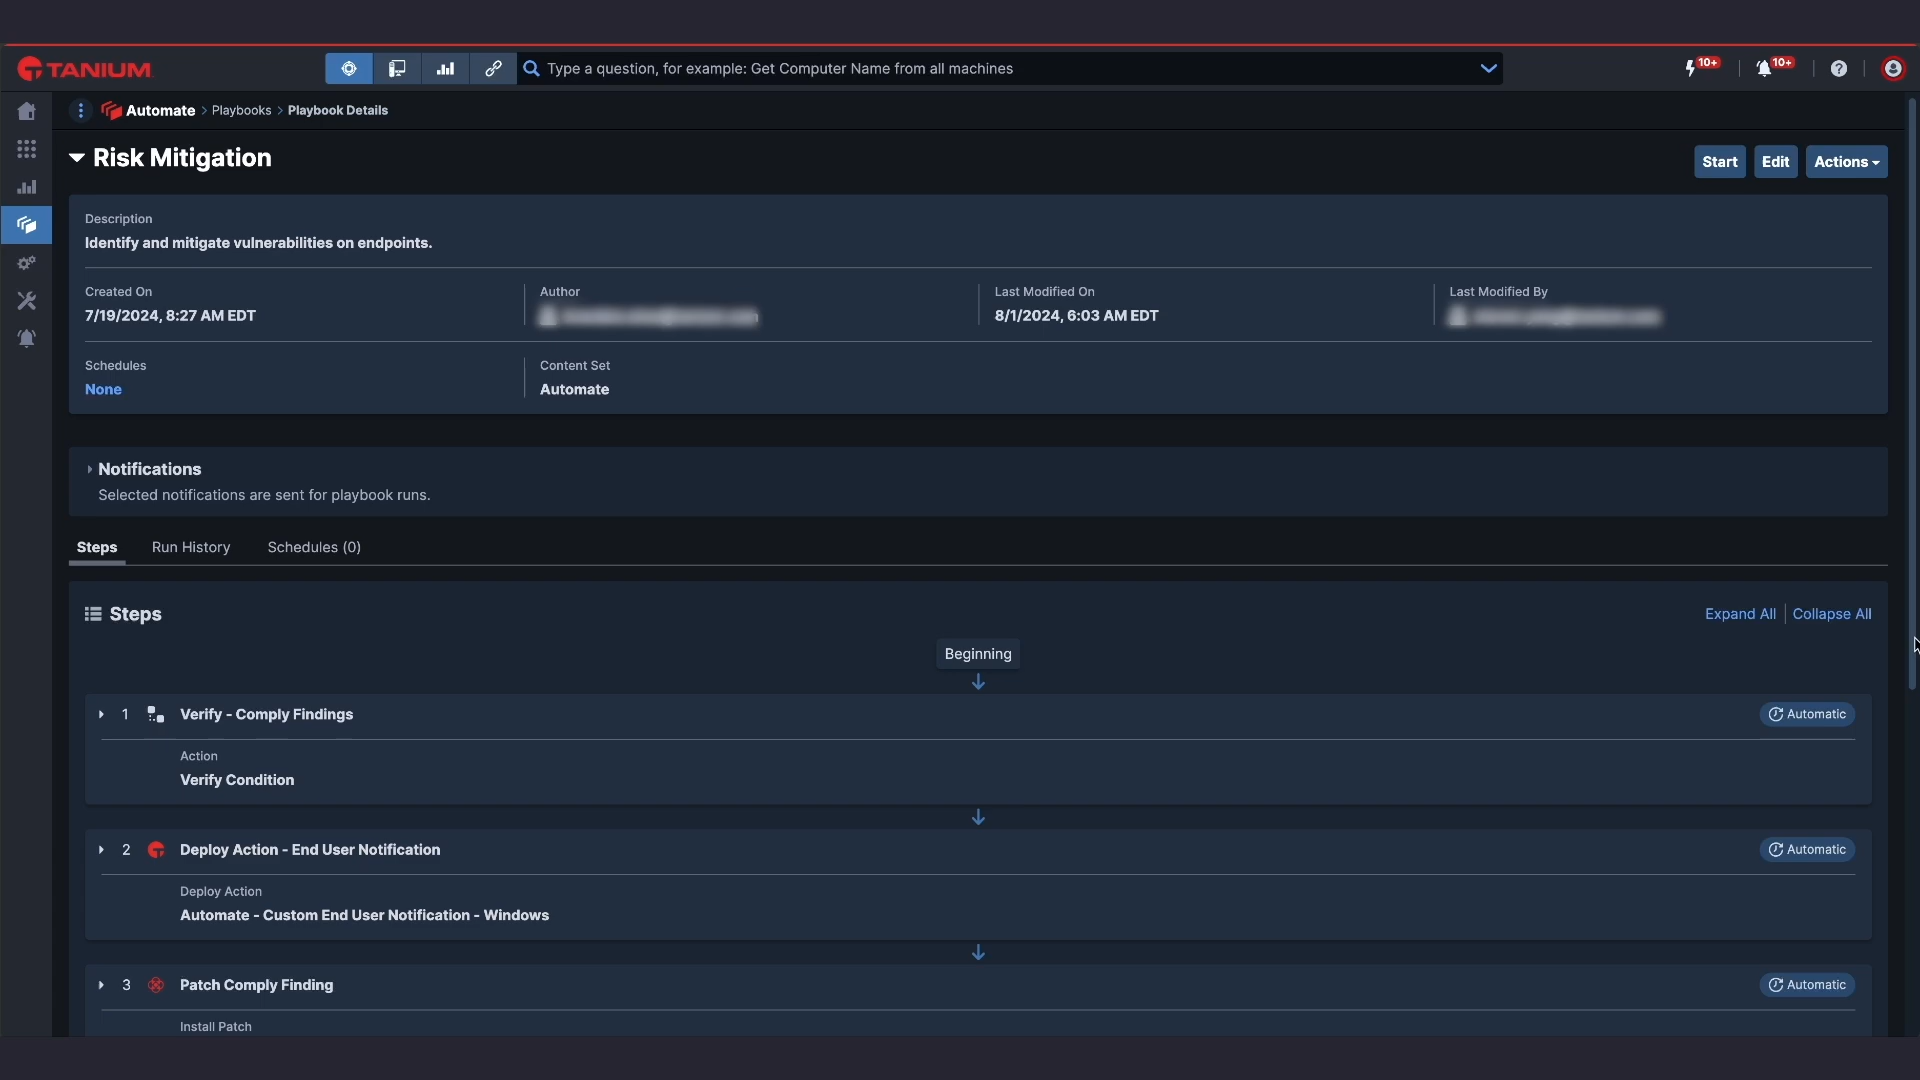 TANIUM
Type a question, for example: Get Computer Name from all machines
10+
10+
Automate > Playbooks > Playbook Details
Risk Mitigation
Start
Edit
Actions
Description
Identify and mitigate vulnerabilities on endpoints.
Created On
7/19/2024, 8:27 AM EDT
Author
Last Modified On
8/1/2024, 6:03 AM EDT
Last Modified By
Schedules
None
Content Set
Automate
Notifications
Selected notifications are sent for playbook runs.
Steps
Run History
Schedules (0)
Steps
Expand All
Collapse All
Beginning
1 Verify - Comply Findings
Automatic
Action
Verify Condition
2 Deploy Action - End User Notification
Automatic
Deploy Action
Automate - Custom End User Notification - Windows
3 Patch Comply Finding
Automatic
Install Patch